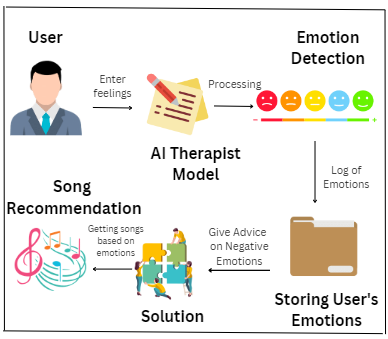 User
Enter
feelings
AI Therapist
Model
Processing
Emotion
Detection
Log of
Emotions
Storing User's
Emotions
Give Advice
on Negative
Emotions
Solution
Getting songs
based on
emotions
Song
Recommendation